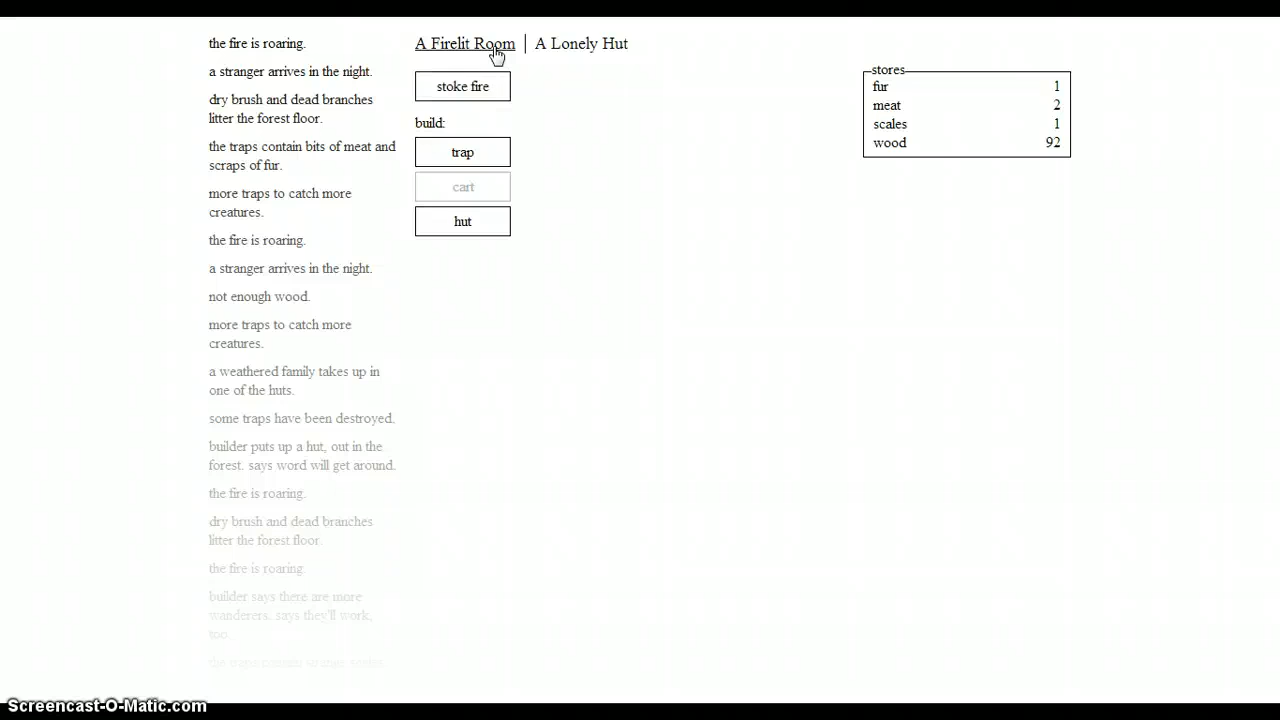 the fire is roaring.
a stranger arrives in the night.
dry brush and dead branches
litter the forest floor.
the traps contain bits of meat and
scraps of fur.
more traps to catch more
creatures.
the fire is roaring.
a stranger arrives in the night.
not enough wood.
more traps to catch more
creatures.
a weathered family takes up in
one of the huts.
some traps have been destroyed.
builder puts up a hut, out in the
forest. says word will get around.
the fire is roaring.
dry brush and dead branches
litter the forest floor.
the fire is roaring.
builder says there are more
wanderers. says they'll work,
too.
the traps contain
A Firelit Room | A Lonely Hut
stoke fire
build:
trap
cart
hut
stores
fur 1
meat 2
scales 1
wood 92
Screencast-O-Matic.com